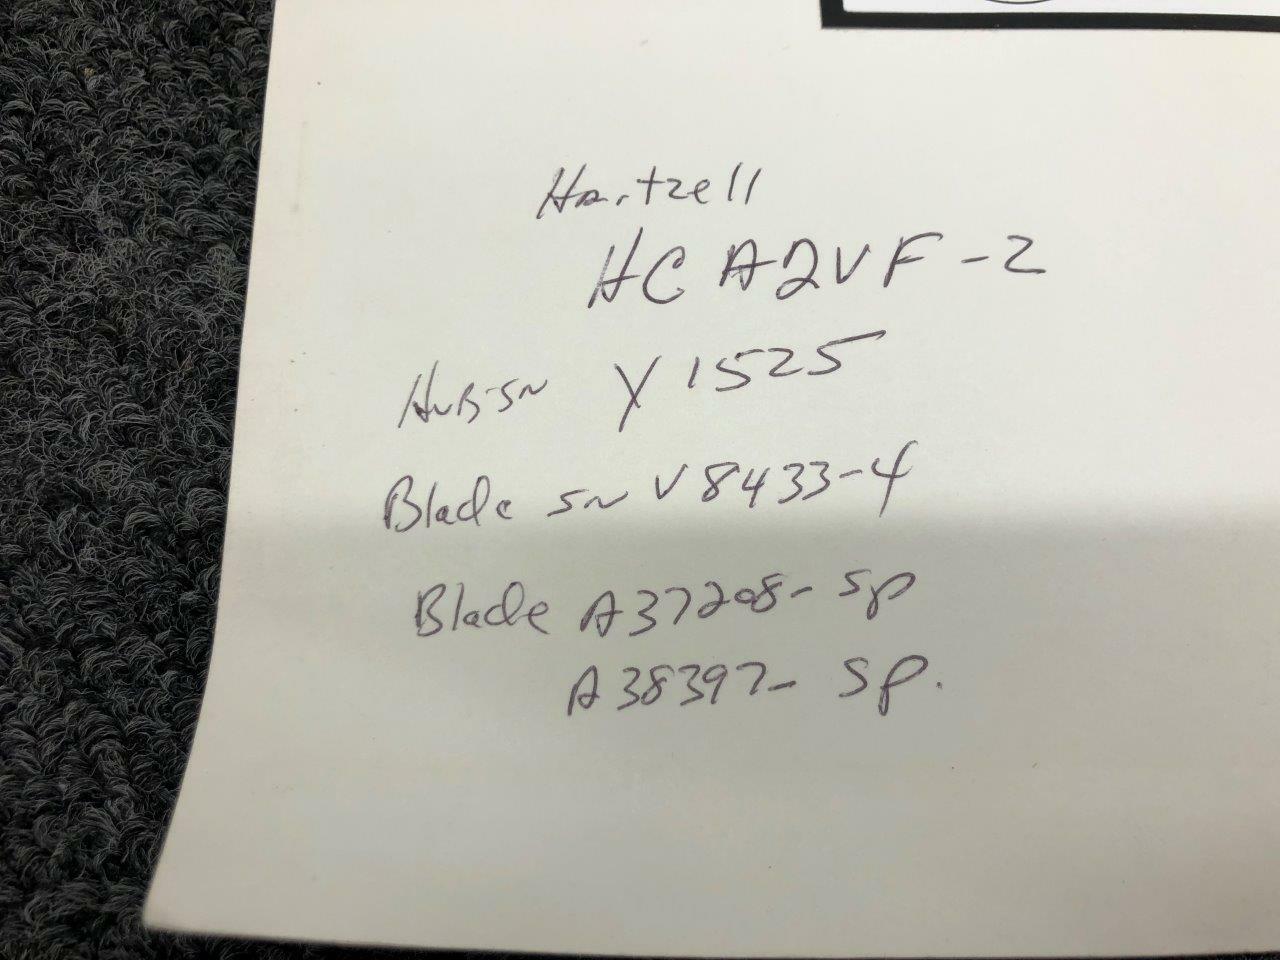 Hartzell
HC A2VF-2
HUB SN Y1525
Blade SN V8433-4
Blade A37208- SP
A38397- SP.